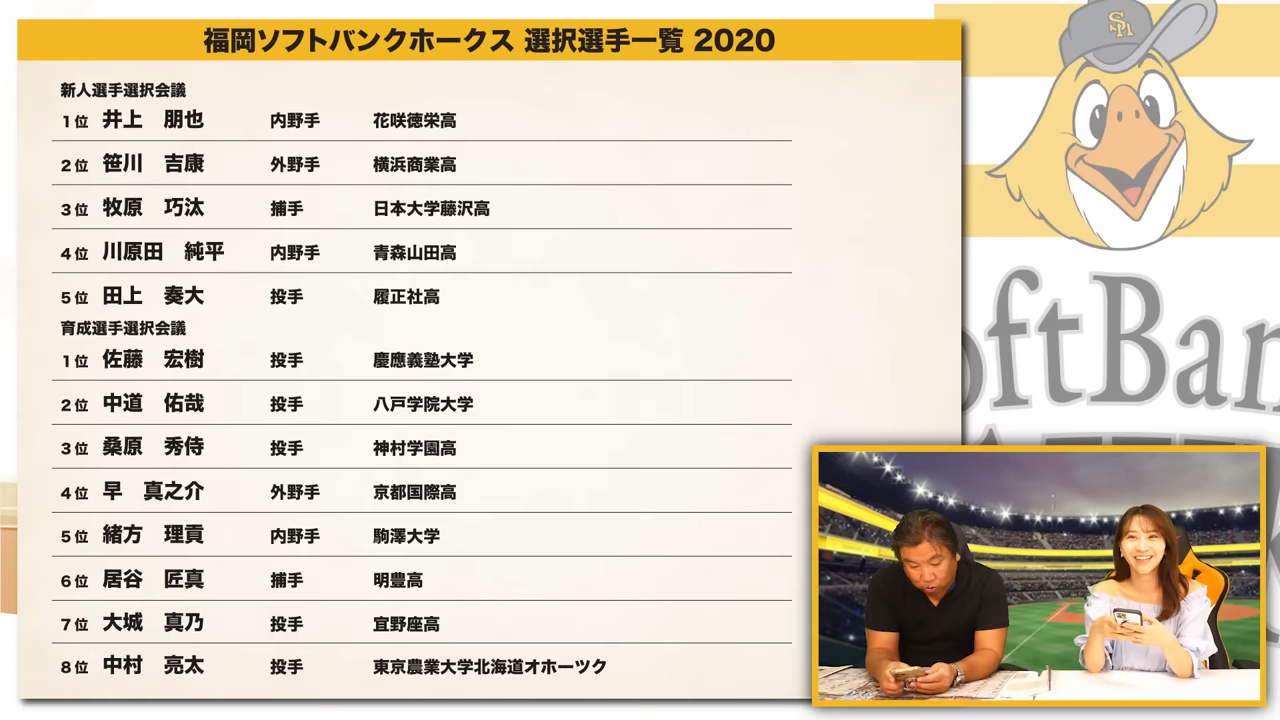 福岡ソフトバンクホークス 選択選手一覧 2020
新人選手選択会議
1位 井上 朋也 内野手 花咲徳栄高
2位 笹川 吉康 外野手 横浜商業高
3位 牧原 巧汰 捕手 日本大学藤沢高
4位 川原田 純平 内野手 青森山田高
5位 田上 奏大 投手 履正社高
育成選手選択会議
1位 佐藤 宏樹 投手 慶應義塾大学
2位 中道 佑哉 投手 八戸学院大学
3位 桑原 秀侍 投手 神村学園高
4位 早 真之介 外野手 京都国際高
5位 緒方 理貢 内野手 駒澤大学
6位 居谷 匠真 捕手 明豊高
7位 大城 真乃 投手 宜野座高
8位 中村 亮太 投手 東京農業大学北海道オホーツク
SH
oftBan